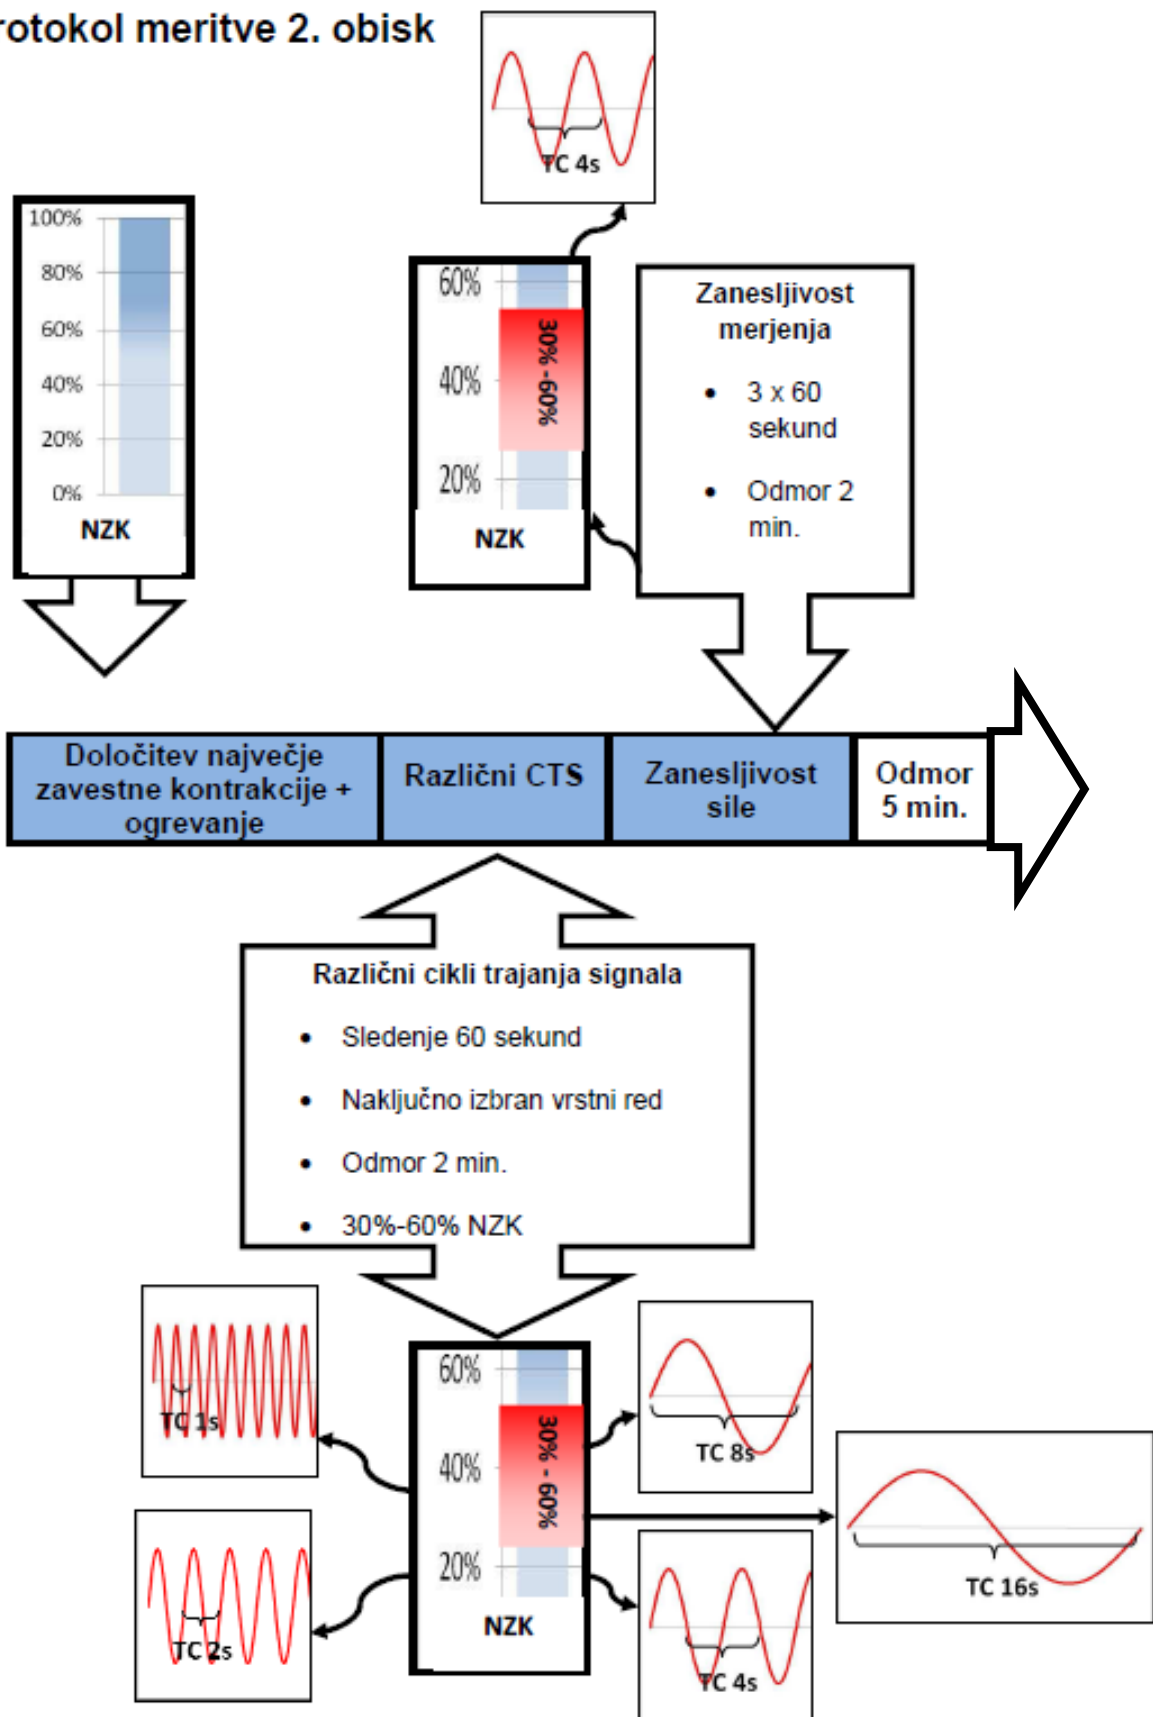 rotokol meritve 2. obisk
TC 4s
100%
80%
60%
40%
20%
0%
NZK
60%
40%
20%
30% - 60%
NZK
Zanesljivost
merjenja
• 3 x 60
sekund
• Odmor 2
min.
Določitev največje
zavestne kontrakcije +
ogrevanje
Različni CTS
Zanesljivost
sile
Odmor
5 min.
Različni cikli trajanja signala
• Sledenje 60 sekund
• Naključno izbran vrstni red
• Odmor 2 min.
• 30%-60% NZK
TC 1s
TC 2s
60%
40%
20%
30% - 60%
NZK
TC 8s
TC 16s
TC 4s